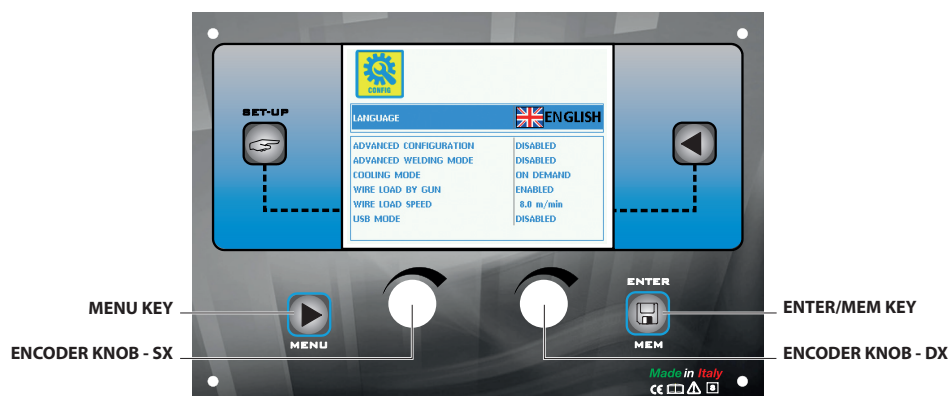 CONFIG
SET-UP
LANGUAGE ENGLISH
ADVANCED CONFIGURATION DISABLED
ADVANCED WELDING MODE DISABLED
COOLING MODE ON DEMAND
WIRE LOAD BY GUN ENABLED
WIRE LOAD SPEED 8.0 m/min
USB MODE DISABLED
ENTER
MENU KEY
ENTER/MEM KEY
MENU
MEM
ENCODER KNOB - SX
ENCODER KNOB - DX
Made in Italy
CE